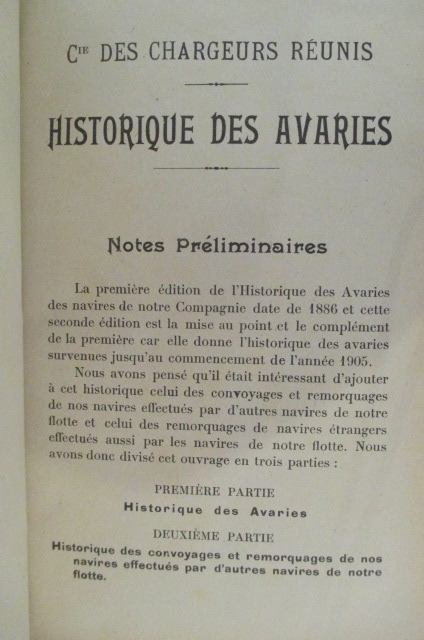 Cie DES CHARGEURS RÉUNIS
HISTORIQUE DES AVARIES
Notes Préliminaires
La première édition de l'Historique des Avaries
des navires de notre Compagnie date de 1886 et cette
seconde édition est la mise au point et le complément
de la première car elle donne l'historique des avaries
survenues jusqu'au commencement de l'année 1905.
Nous avons pensé qu'il était intéressant d'ajouter
à cet historique celui des convoyages et remorquages
de nos navires effectués par d'autres navires de notre
flotte et celui des remorquages de navires étrangers
effectués aussi par les navires de notre flotte. Nous
avons donc divisé cet ouvrage en trois parties :
PREMIÈRE PARTIE
Historique des Avaries
DEUXIÈME PARTIE
Historique des convoyages et remorquages de nos
navires effectués par d'autres navires de notre
flotte.